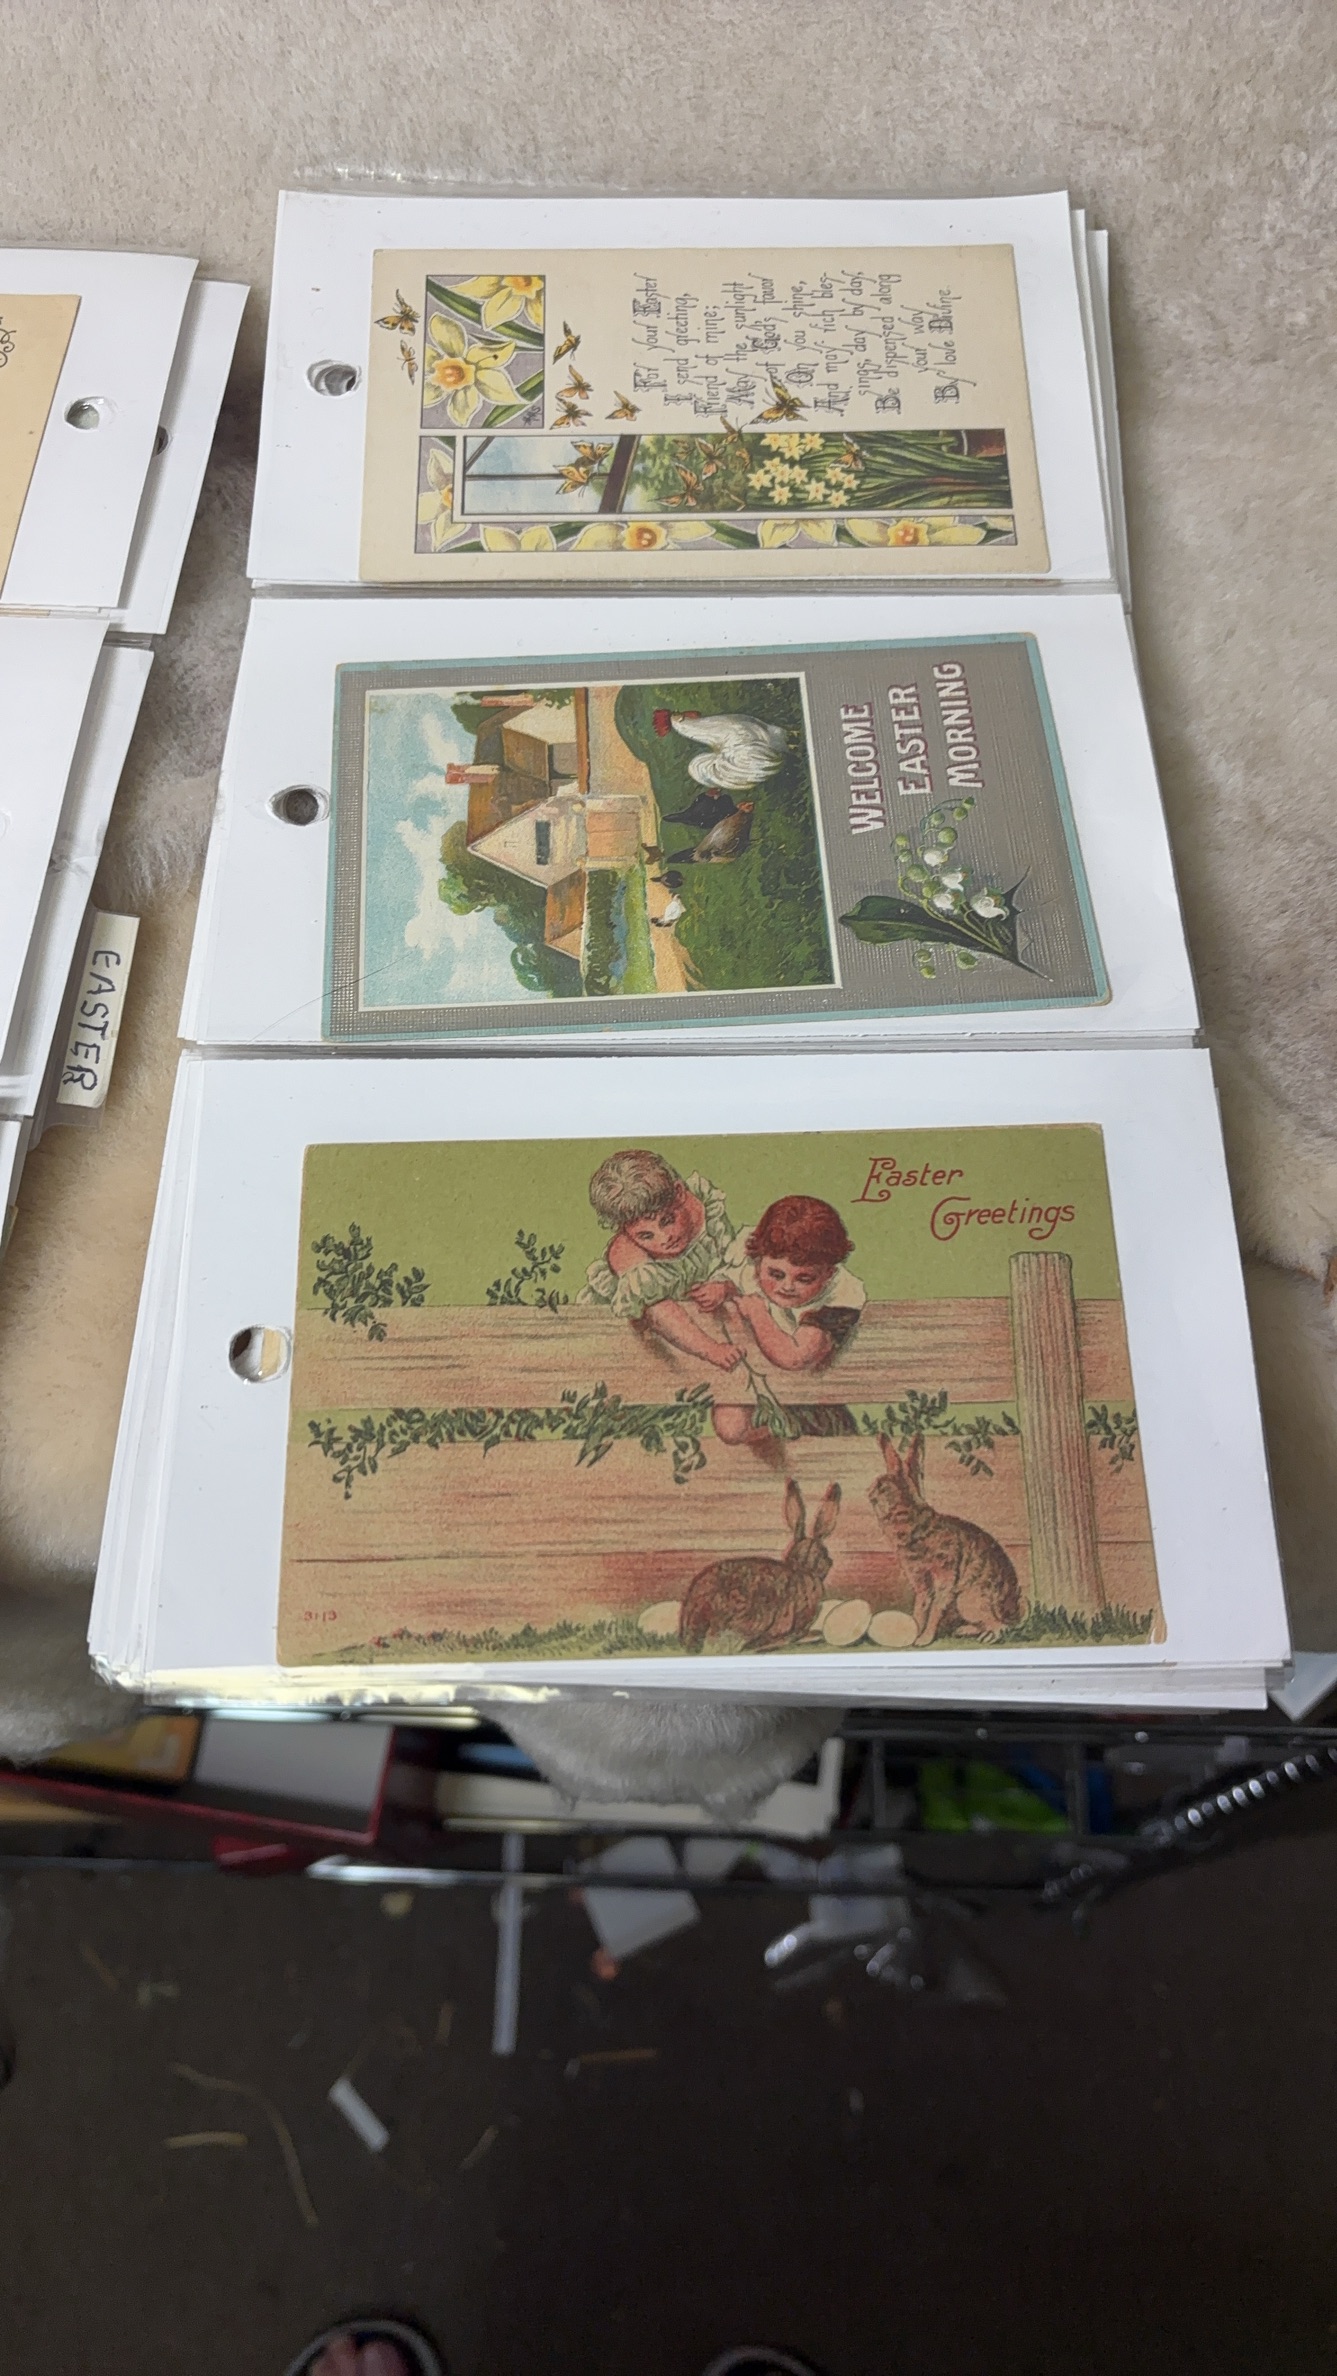 For your Easter
I send greeting,
Friend of mine;
May the sunlight
of God's favor
On you shine,
And may rich bles-
sings, day by day,
Be dispensed along
your way
By love Divine.
WELCOME
EASTER
MORNING
EASTER
Easter
Greetings
3113